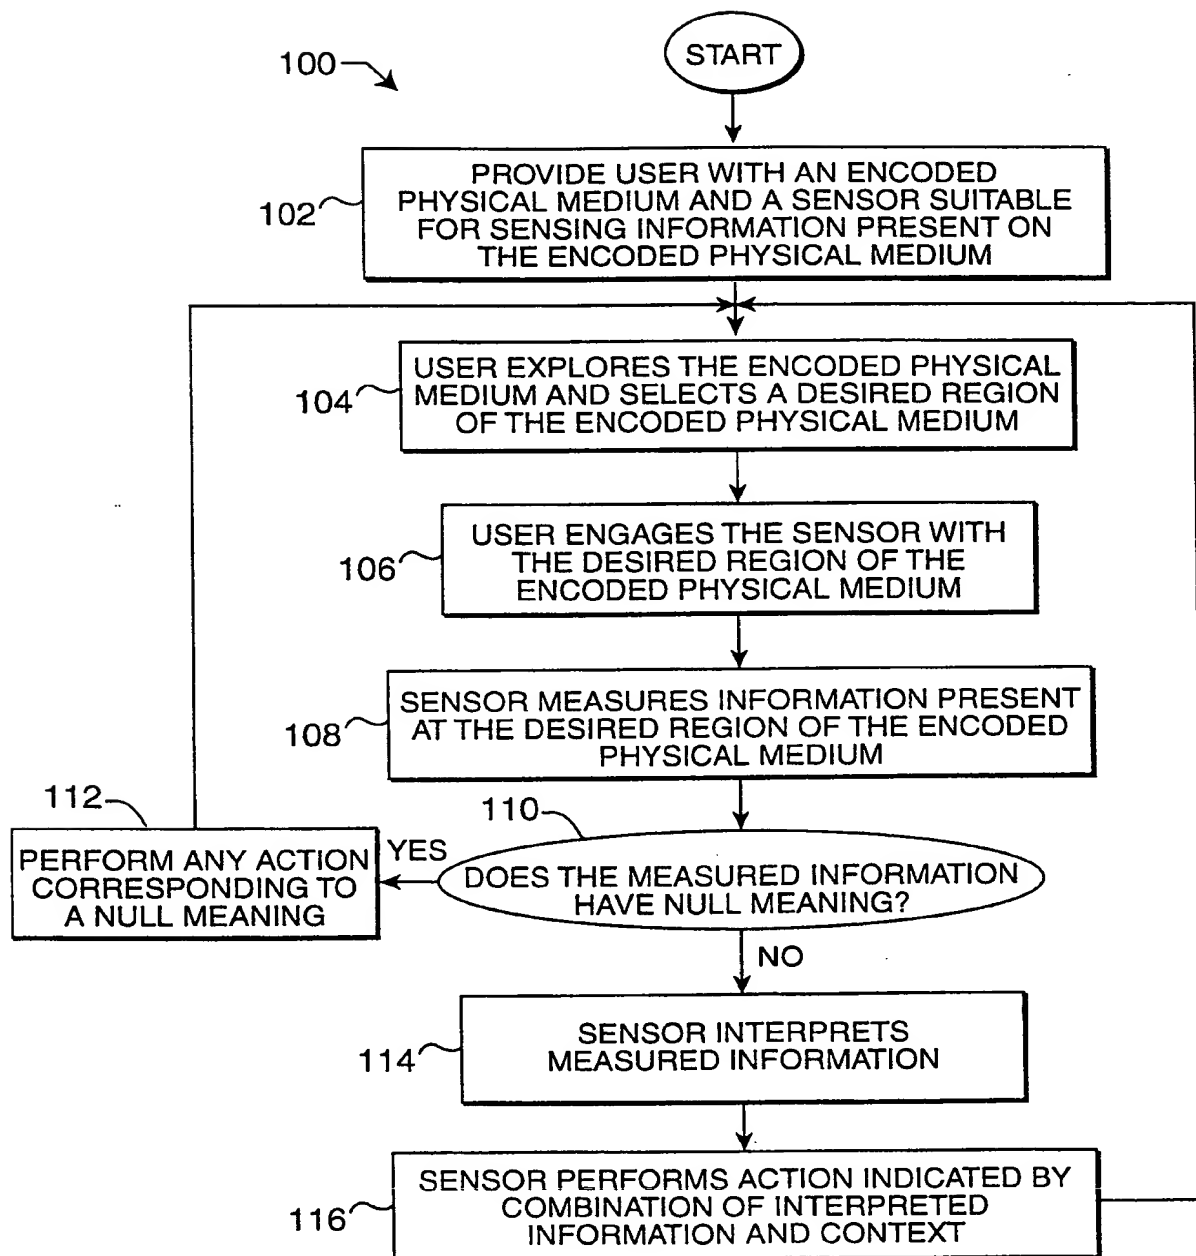 START
100
PROVIDE USER WITH AN ENCODED
PHYSICAL MEDIUM AND A SENSOR SUITABLE
FOR SENSING INFORMATION PRESENT ON
THE ENCODED PHYSICAL MEDIUM
102
USER EXPLORES THE ENCODED PHYSICAL
MEDIUM AND SELECTS A DESIRED REGION
OF THE ENCODED PHYSICAL MEDIUM
104
USER ENGAGES THE SENSOR WITH
THE DESIRED REGION OF THE
ENCODED PHYSICAL MEDIUM
106
SENSOR MEASURES INFORMATION PRESENT
AT THE DESIRED REGION OF THE ENCODED
PHYSICAL MEDIUM
108
110
DOES THE MEASURED INFORMATION
HAVE NULL MEANING?
YES
112
PERFORM ANY ACTION
CORRESPONDING TO
A NULL MEANING
NO
SENSOR INTERPRETS
MEASURED INFORMATION
114
SENSOR PERFORMS ACTION INDICATED BY
COMBINATION OF INTERPRETED
INFORMATION AND CONTEXT
116